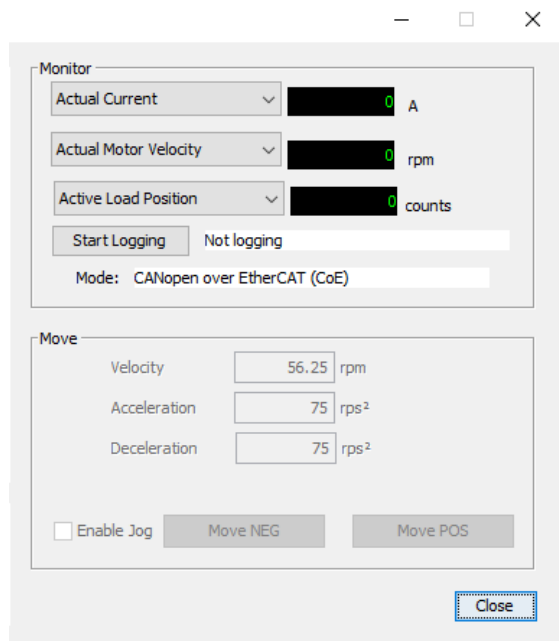 Monitor
Actual Current 0 A
Actual Motor Velocity 0 rpm
Active Load Position 0 counts
Start Logging Not logging
Mode: CANopen over EtherCAT (CoE)
Move
Velocity 56.25 rpm
Acceleration 75 rps²
Deceleration 75 rps²
Enable Jog Move NEG Move POS
Close